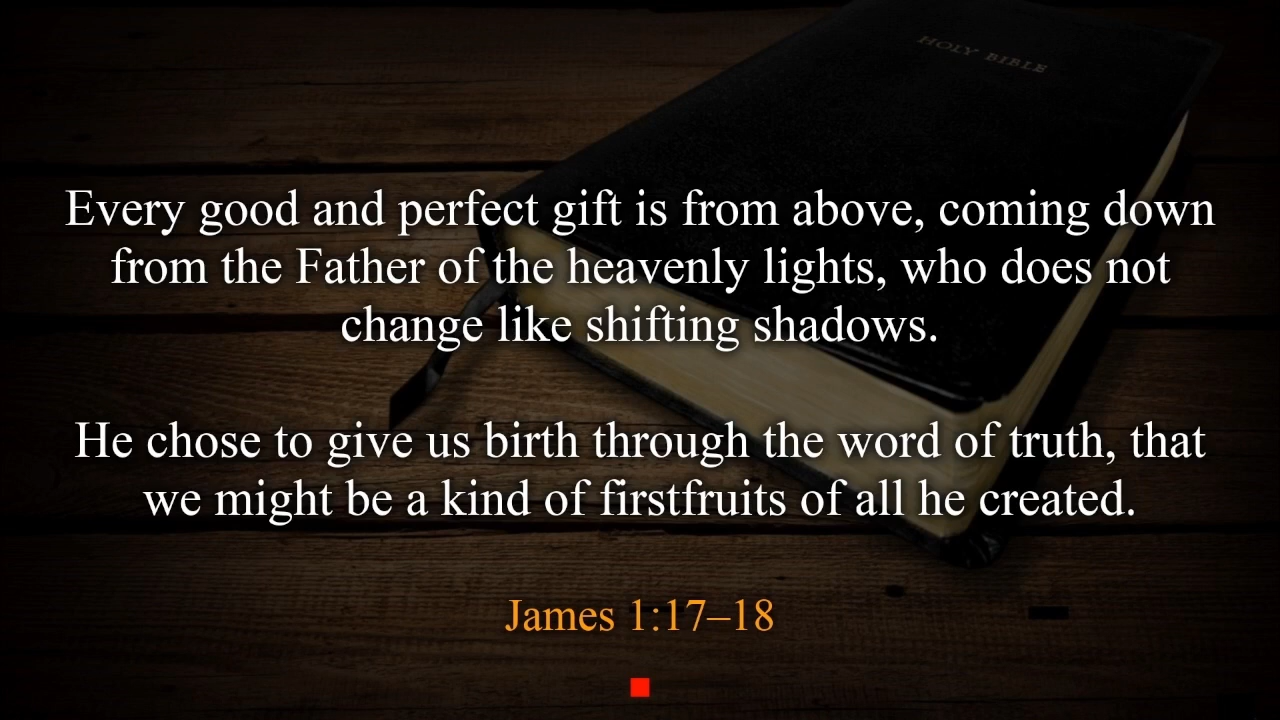 HOLY BIBLE
Every good and perfect gift is from above, coming down
from the Father of the heavenly lights, who does not
change like shifting shadows.
He chose to give us birth through the word of truth, that
we might be a kind of firstfruits of all he created.
James 1:17–18